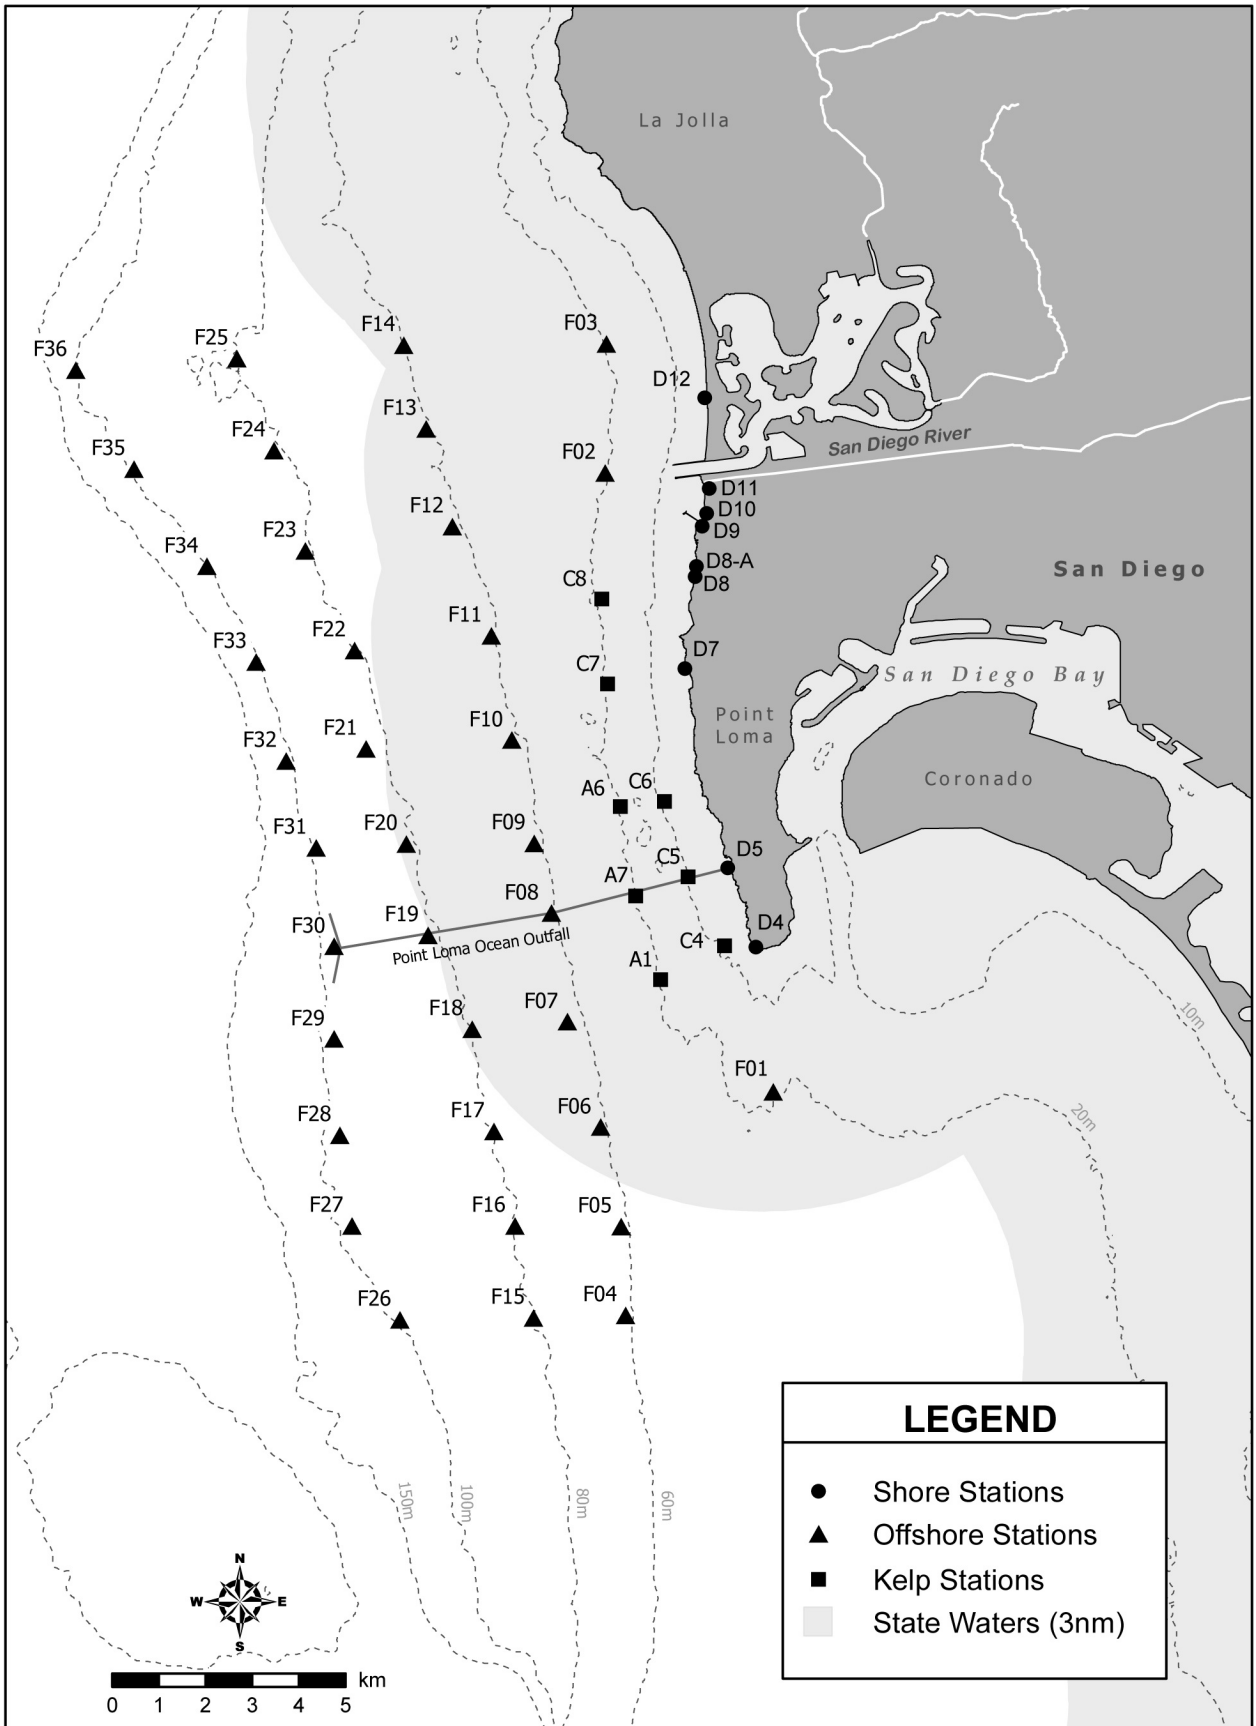 La Jolla
F14
F03
F25
F36
D12
F13
F24
San Diego River
F02
F35
D11
D10
F12
D9
F23
F34
D8-A
San Diego
C8
D8
F11
F22
F33
D7
C7
San Diego Bay
F10
Point
Loma
F21
F32
C6
Coronado
A6
F31
F20
F09
D5
C5
A7
F08
F30
F19
Point Loma Ocean Outfall
D4
C4
A1
F07
F18
F29
10m
F01
F06
F17
F28
20m
F05
F16
F27
F04
F15
F26
LEGEND
Shore Stations
Offshore Stations
Kelp Stations
State Waters (3nm)
150m
100m
80m
60m
N
W
E
S
km
0 1 2 3 4 5